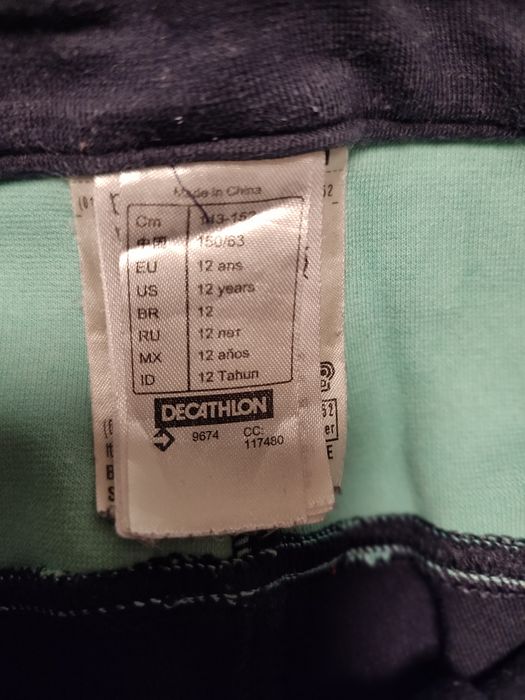 Made in China
Cm 143-152
中国 150/63
EU 12 ans
US 12 years
BR 12
RU 12 лет
MX 12 años
ID 12 Tahun
DECATHLON
9674 CC:
117480